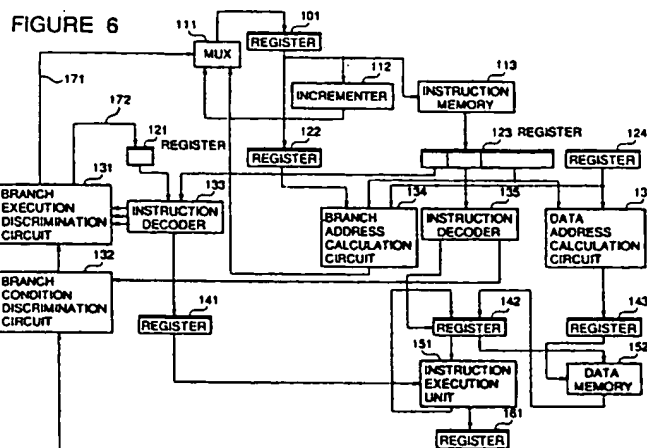 FIGURE 6
111
MUX
101
REGISTER
171
112
INCREMENTER
113
INSTRUCTION
MEMORY
172
121
REGISTER
122
REGISTER
123
REGISTER
124
REGISTER
131
BRANCH
EXECUTION
DISCRIMINATION
CIRCUIT
133
INSTRUCTION
DECODER
134
BRANCH
ADDRESS
CALCULATION
CIRCUIT
135
INSTRUCTION
DECODER
DATA
ADDRESS
CALCULATION
CIRCUIT
132
BRANCH
CONDITION
DISCRIMINATION
CIRCUIT
141
REGISTER
142
REGISTER
143
REGISTER
151
INSTRUCTION
EXECUTION
UNIT
152
DATA
MEMORY
161
REGISTER